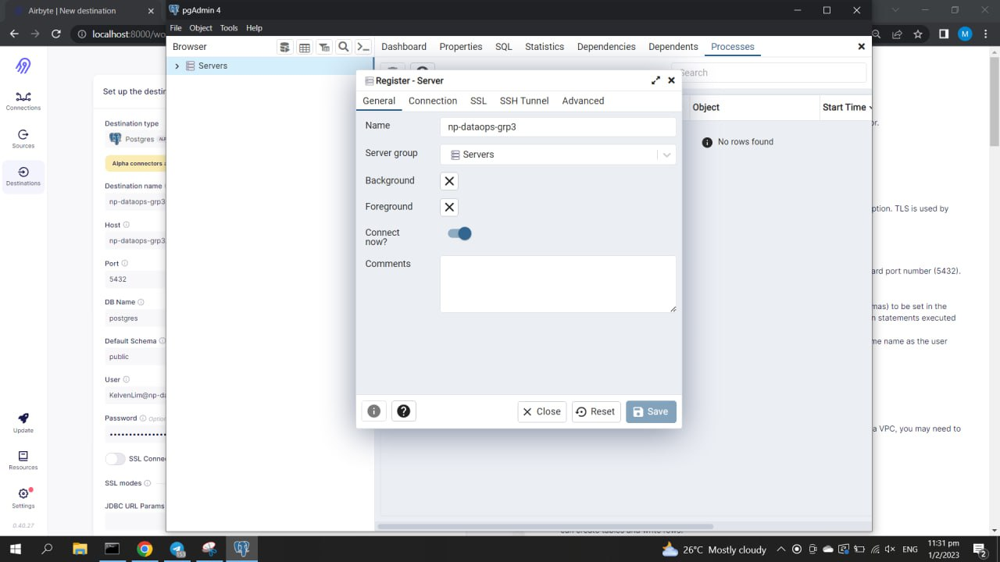 Airbyte | New destination
localhost:8000/wo
M
Connections
Sources
Destinations
Update
Resources
Settings
0.40.27
Set up the destin
Destination type
Postgres
Alpha connectors a
Destination name
np-dataops-grp3
Host
np-dataops-grp3
Port
5432
DB Name
postgres
Default Schema
public
User
KelvenLim@np-da
Password
Option
SSL Connec
SSL modes
JDBC URL Params
pgAdmin 4
File Object Tools Help
Browser
Servers
Dashboard Properties SQL Statistics Dependencies Dependents Processes
Search
Object
Start Time
No rows found
Register - Server
General Connection SSL SSH Tunnel Advanced
Name
np-dataops-grp3
Server group
Servers
Background
Foreground
Connect
now?
Comments
Close
Reset
Save
or.
ption. TLS is used by
ard port number (5432).
mas) to be set in the
n statements executed
me name as the user
a VPC, you may need to
can create tables and write rows.
26°C Mostly cloudy
ENG
11:31 pm
1/2/2023
2